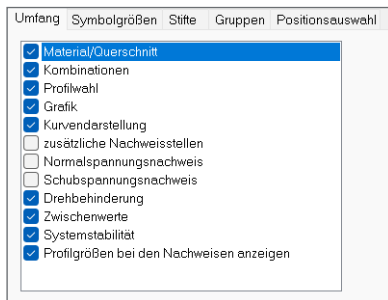 Umfang Symbolgrößen Stifte Gruppen Positionsauswahl
Material/Querschnitt
Kombinationen
Profilwahl
Grafik
Kurvendarstellung
zusätzliche Nachweisstellen
Normalspannungsnachweis
Schubspannungsnachweis
Drehbehinderung
Zwischenwerte
Systemstabilität
Profilgrößen bei den Nachweisen anzeigen